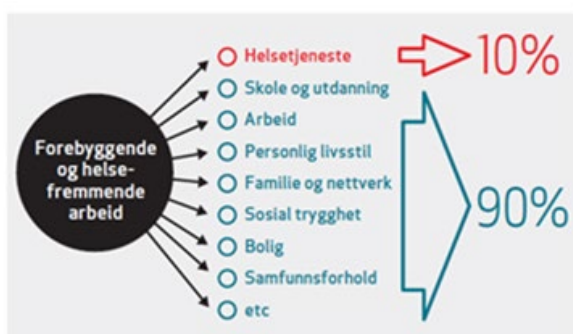 Forebyggende
og helse-
fremmende
arbeid
Helsetjeneste
Skole og utdanning
Arbeid
Personlig livsstil
Familie og nettverk
Sosial trygghet
Bolig
Samfunnsforhold
etc
10%
90%